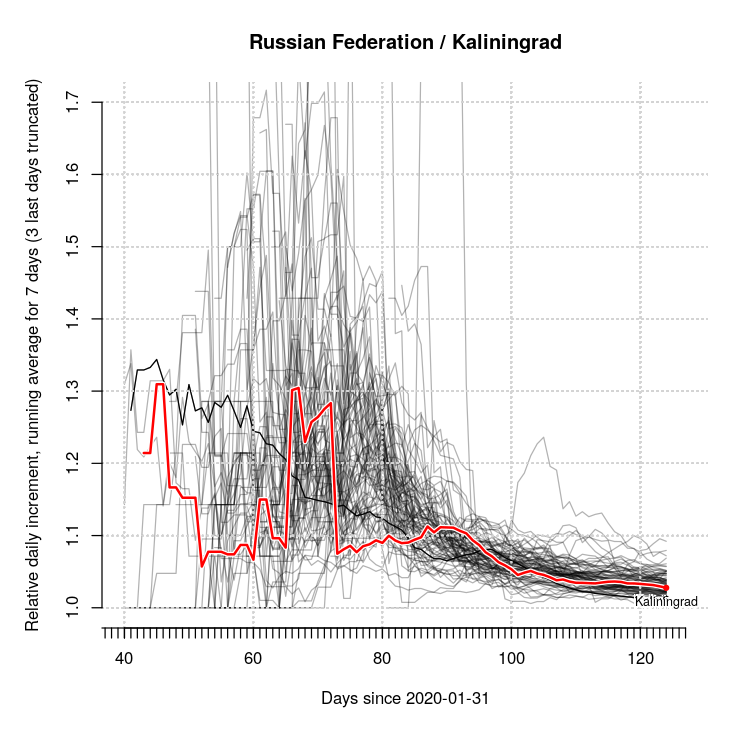 Russian Federation / Kaliningrad
Relative daily increment, running average for 7 days (3 last days truncated)
1.7
1.6
1.5
1.4
1.3
1.2
1.1
1.0
Kaliningrad
40 60 80 100 120
Days since 2020-01-31